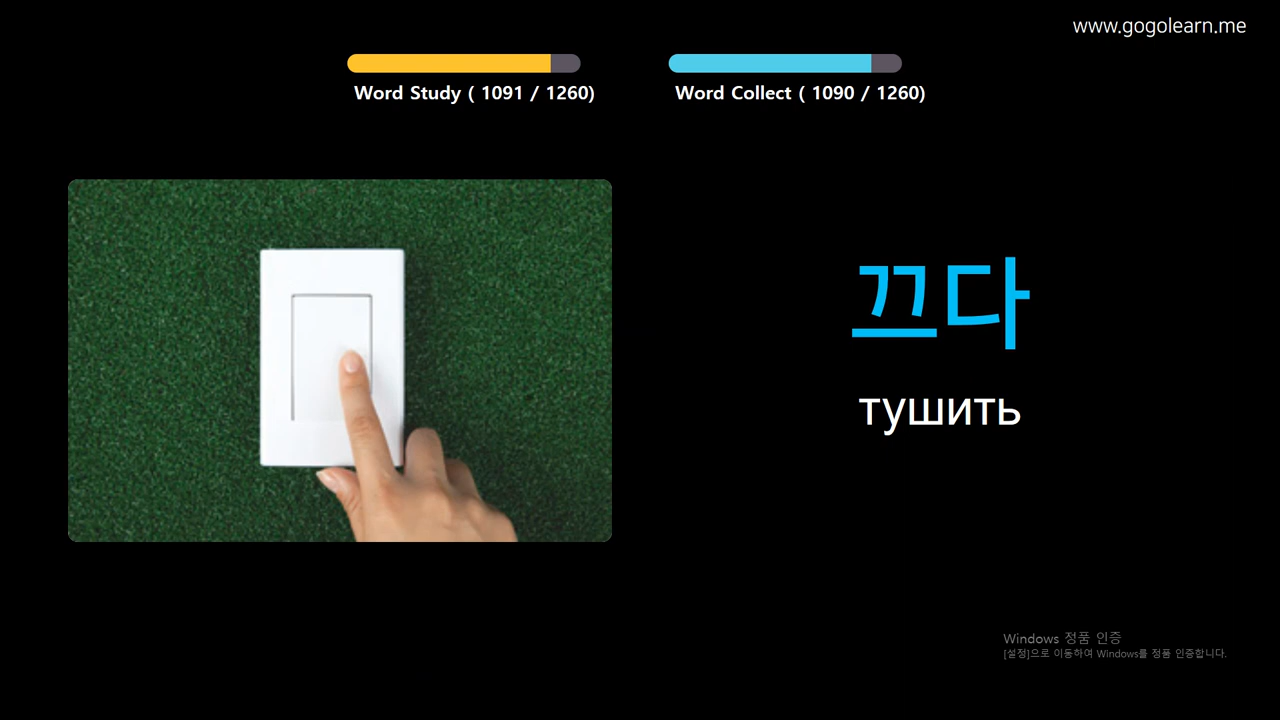 www.gogolearn.me
Word Study ( 1091 / 1260)
Word Collect ( 1090 / 1260)
끄다
тушить
Windows 정품 인증
[설정]으로 이동하여 Windows를 정품 인증합니다.